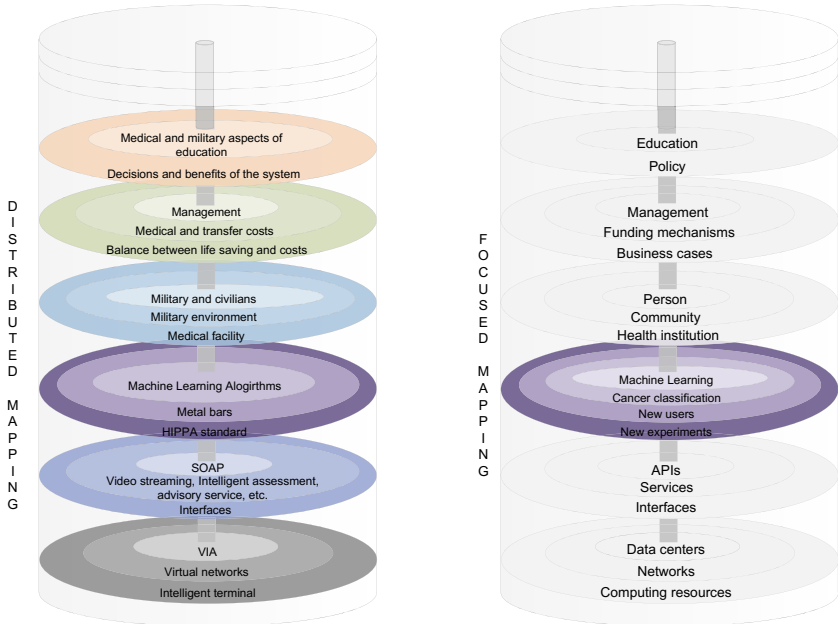 DISTRIBUTED MAPPING
Medical and military aspects of
education
Decisions and benefits of the system
Management
Medical and transfer costs
Balance between life saving and costs
Military and civilians
Military environment
Medical facility
Machine Learning Alogirthms
Metal bars
HIPPA standard
SOAP
Video streaming, Intelligent assessment,
advisory service, etc.
Interfaces
VIA
Virtual networks
Intelligent terminal
FOCUSED MAPPING
Education
Policy
Management
Funding mechanisms
Business cases
Person
Community
Health institution
Machine Learning
Cancer classification
New users
New experiments
APIs
Services
Interfaces
Data centers
Networks
Computing resources